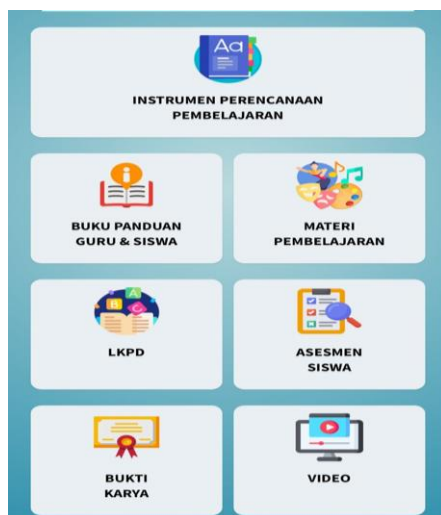 Aa
INSTRUMEN PERENCANAAN
PEMBELAJARAN
BUKU PANDUAN
GURU & SISWA
MATERI
PEMBELAJARAN
A
B
C
LKPD
ASESMEN
SISWA
BUKTI
KARYA
VIDEO